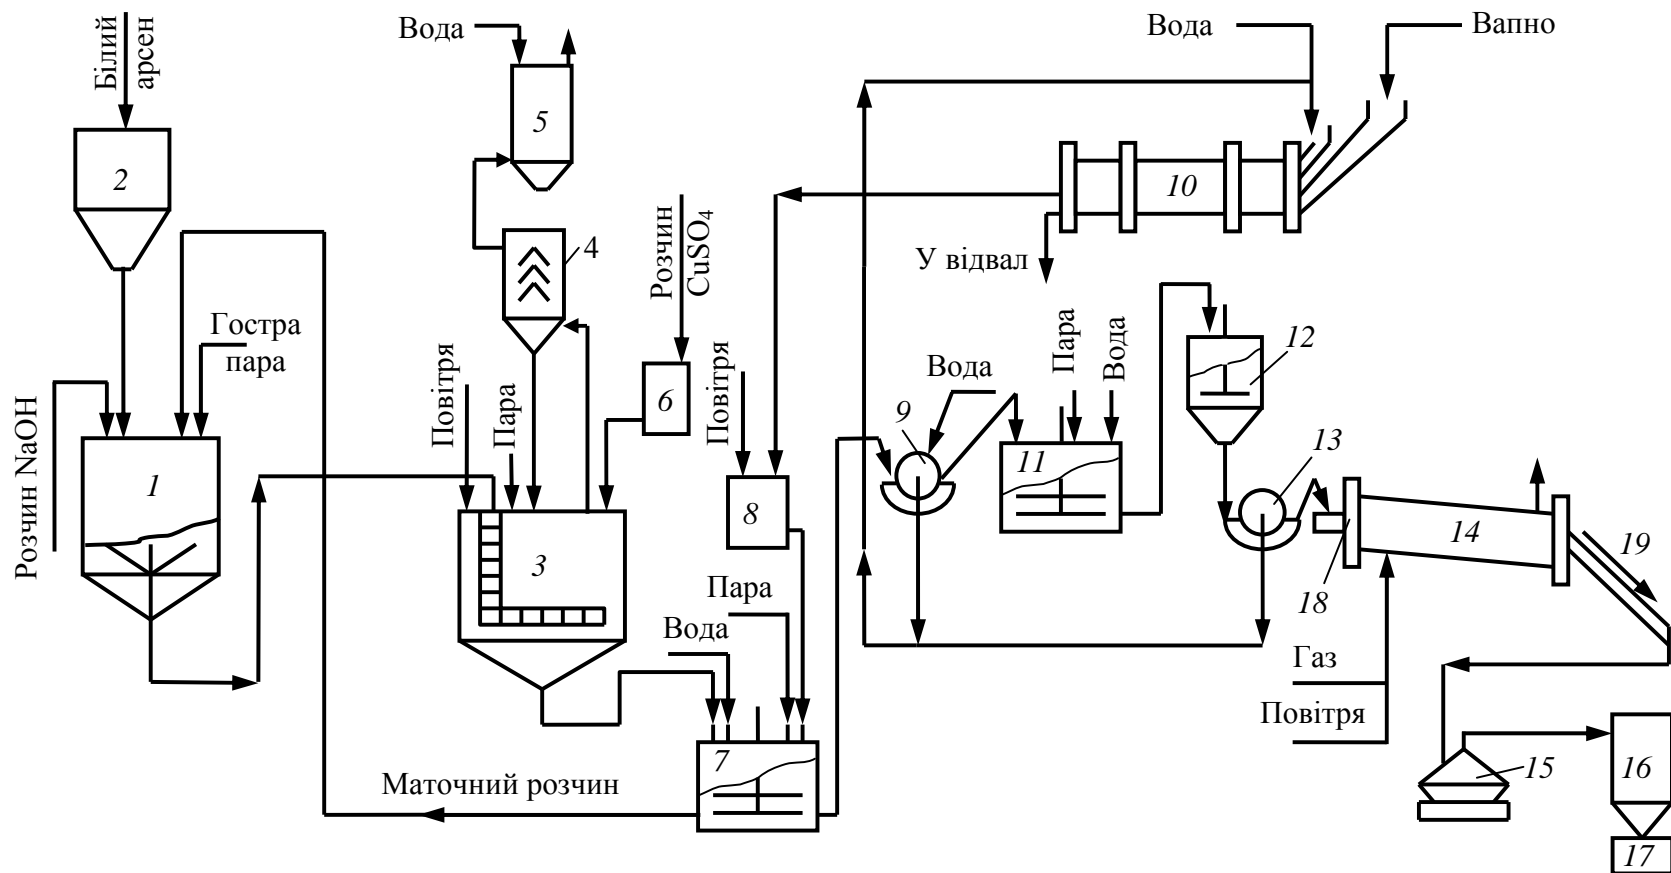 Білий
арсен
Вода
Вода
Вапно
5
2
10
4
Розчин
CuSO₄
У відвал
Гостра
пара
Розчин NaOH
Повітря
Пара
6
Повітря
Вода
Пара
Вода
12
9
11
13
1
3
8
14
19
18
Пара
Вода
Газ
Повітря
7
Маточний розчин
15
16
17